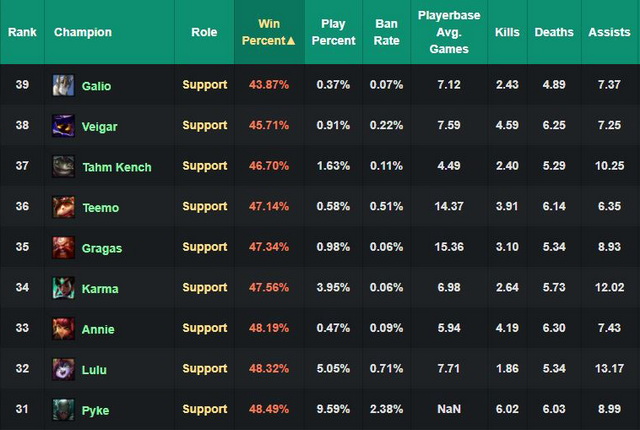 Rank Champion Role Win Percent▲ Play Percent Ban Rate Playerbase Avg. Games Kills Deaths Assists
39 Galio Support 43.87% 0.37% 0.07% 7.12 2.43 4.89 7.37
38 Veigar Support 45.71% 0.91% 0.22% 7.59 4.59 6.25 7.25
37 Tahm Kench Support 46.70% 1.63% 0.11% 4.49 2.40 5.29 10.25
36 Teemo Support 47.14% 0.58% 0.51% 14.37 3.91 6.14 6.35
35 Gragas Support 47.34% 0.98% 0.06% 15.36 3.10 5.34 8.93
34 Karma Support 47.56% 3.95% 0.06% 6.98 2.64 5.73 12.02
33 Annie Support 48.19% 0.47% 0.09% 5.94 4.19 6.30 7.43
32 Lulu Support 48.32% 5.05% 0.71% 7.71 1.86 5.34 13.17
31 Pyke Support 48.49% 9.59% 2.38% NaN 6.02 6.03 8.99